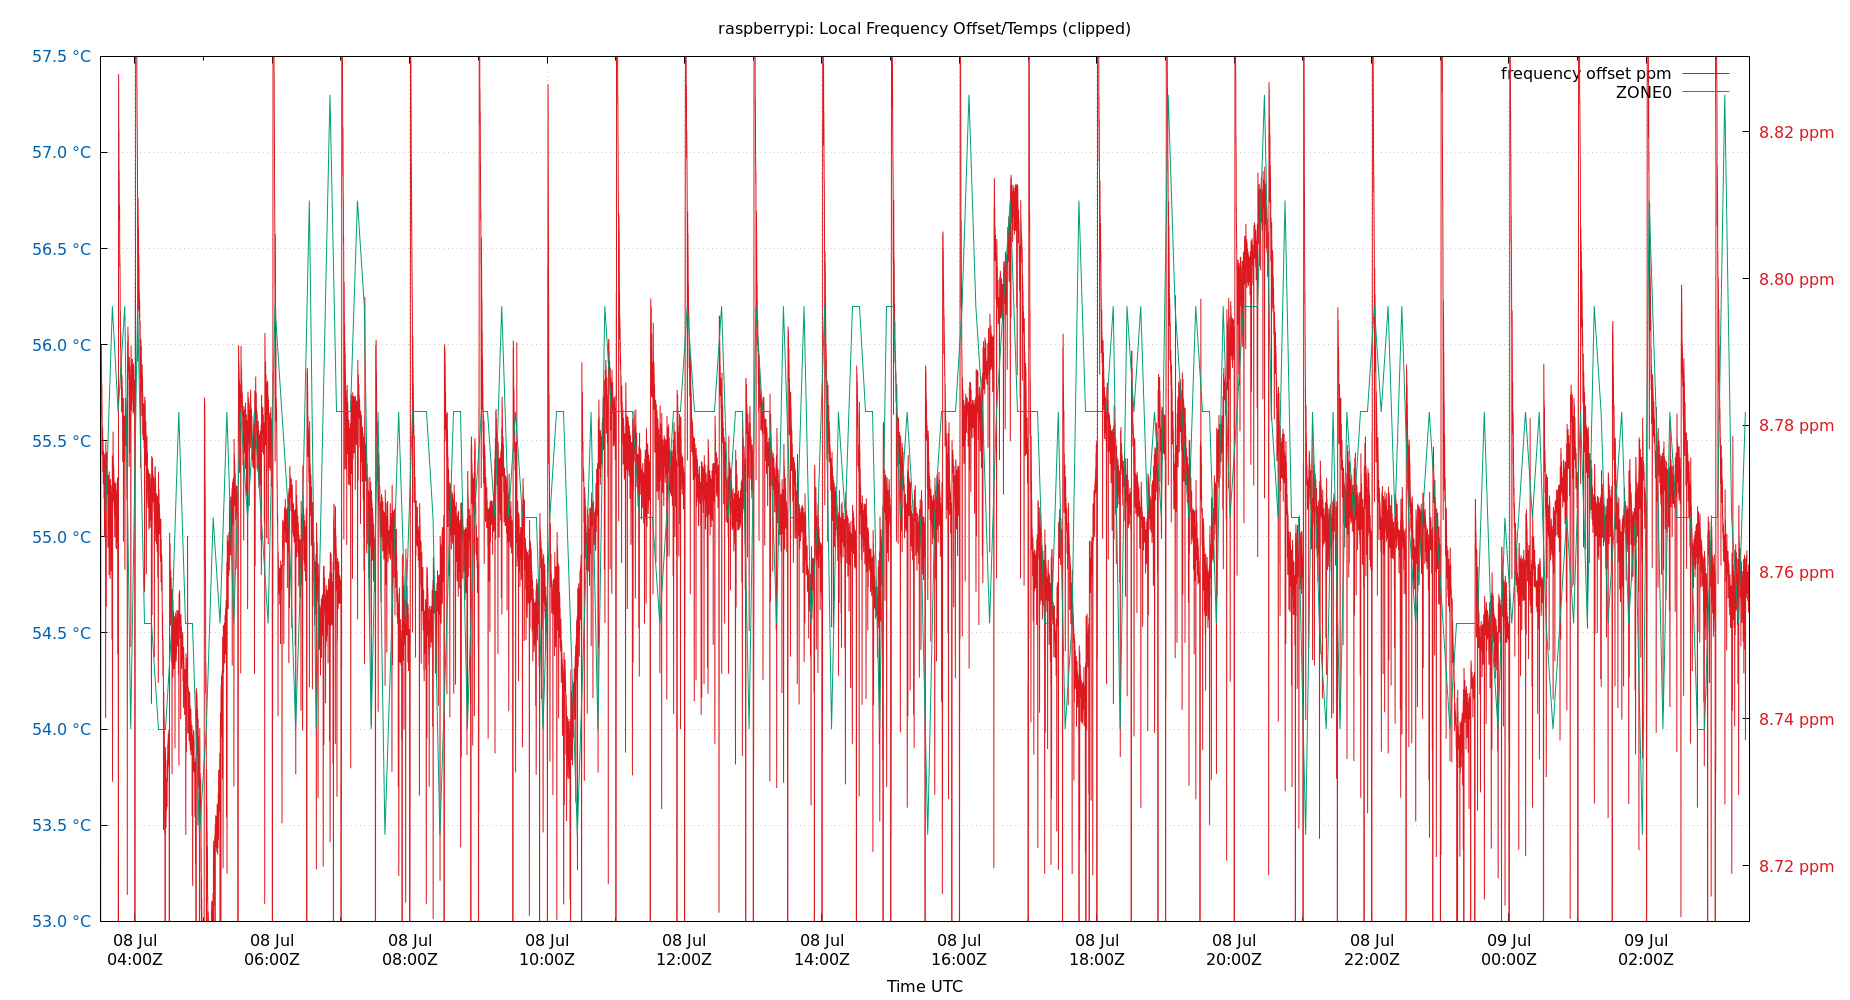 raspberrypi: Local Frequency Offset/Temps (clipped)
57.5 °C
57.0 °C
56.5 °C
56.0 °C
55.5 °C
55.0 °C
54.5 °C
54.0 °C
53.5 °C
53.0 °C
frequency offset ppm
ZONE0
8.82 ppm
8.80 ppm
8.78 ppm
8.76 ppm
8.74 ppm
8.72 ppm
08 Jul
04:00Z
08 Jul
06:00Z
08 Jul
08:00Z
08 Jul
10:00Z
08 Jul
12:00Z
08 Jul
14:00Z
08 Jul
16:00Z
08 Jul
18:00Z
08 Jul
20:00Z
08 Jul
22:00Z
09 Jul
00:00Z
09 Jul
02:00Z
Time UTC